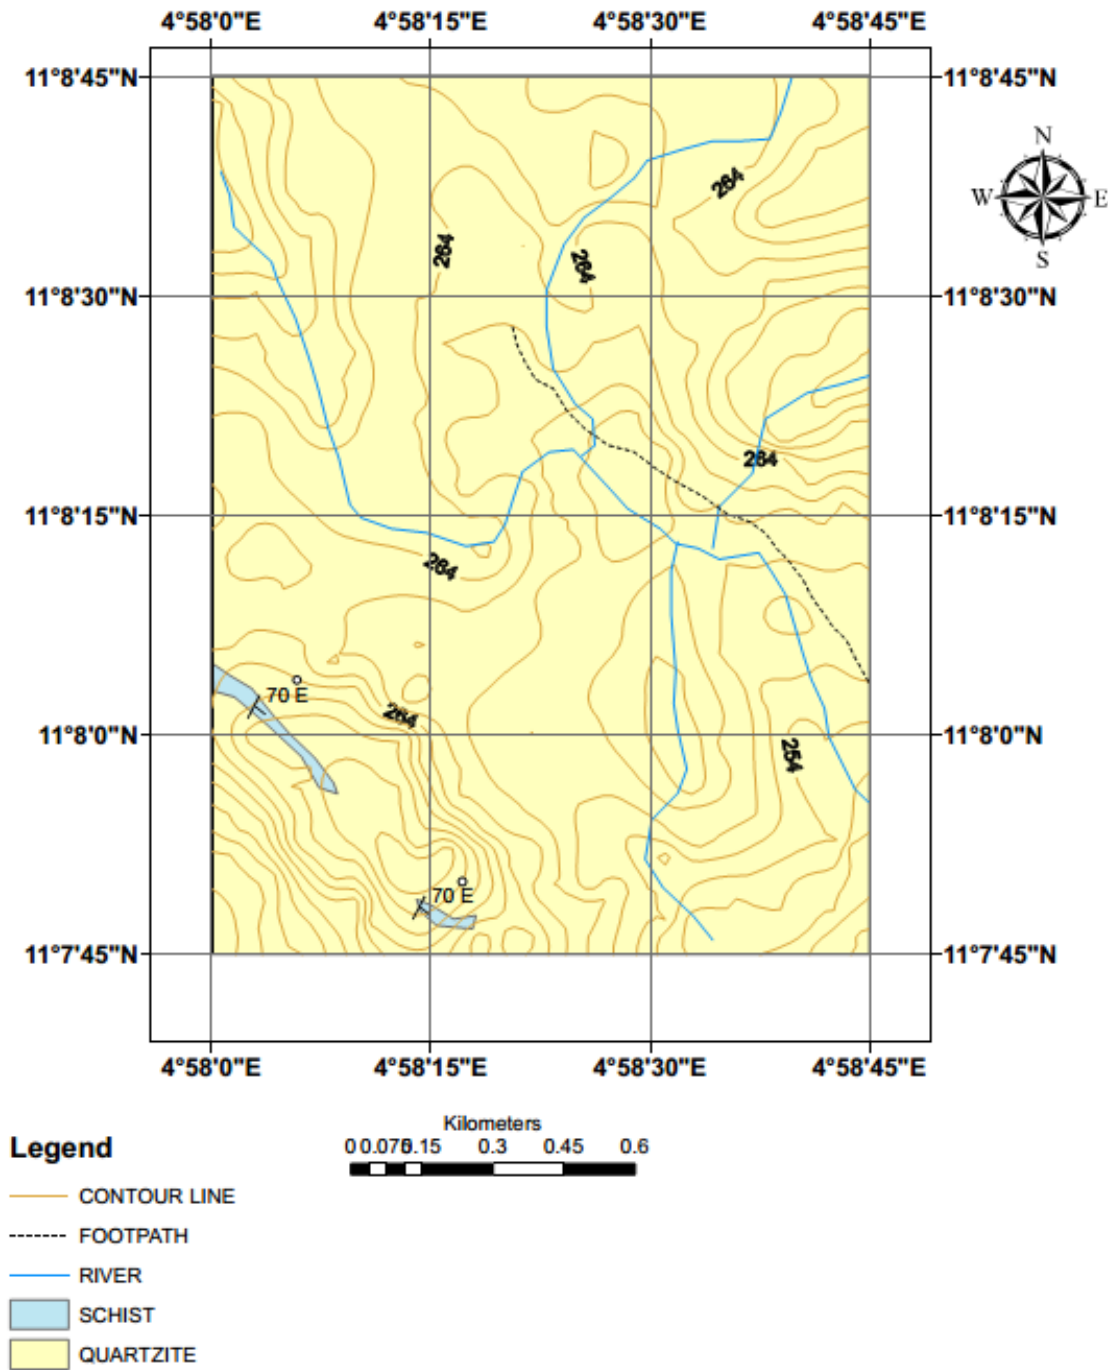 4°58'0"E 4°58'15"E 4°58'30"E 4°58'45"E
11°8'45"N 11°8'45"N
N
W E
S
264
264
264
11°8'30"N 11°8'30"N
264
11°8'15"N 11°8'15"N
264
70 E
264
11°8'0"N 11°8'0"N
254
70 E
11°7'45"N 11°7'45"N
4°58'0"E 4°58'15"E 4°58'30"E 4°58'45"E
Kilometers
Legend
0 0.075 0.15 0.3 0.45 0.6
CONTOUR LINE
FOOTPATH
RIVER
SCHIST
QUARTZITE